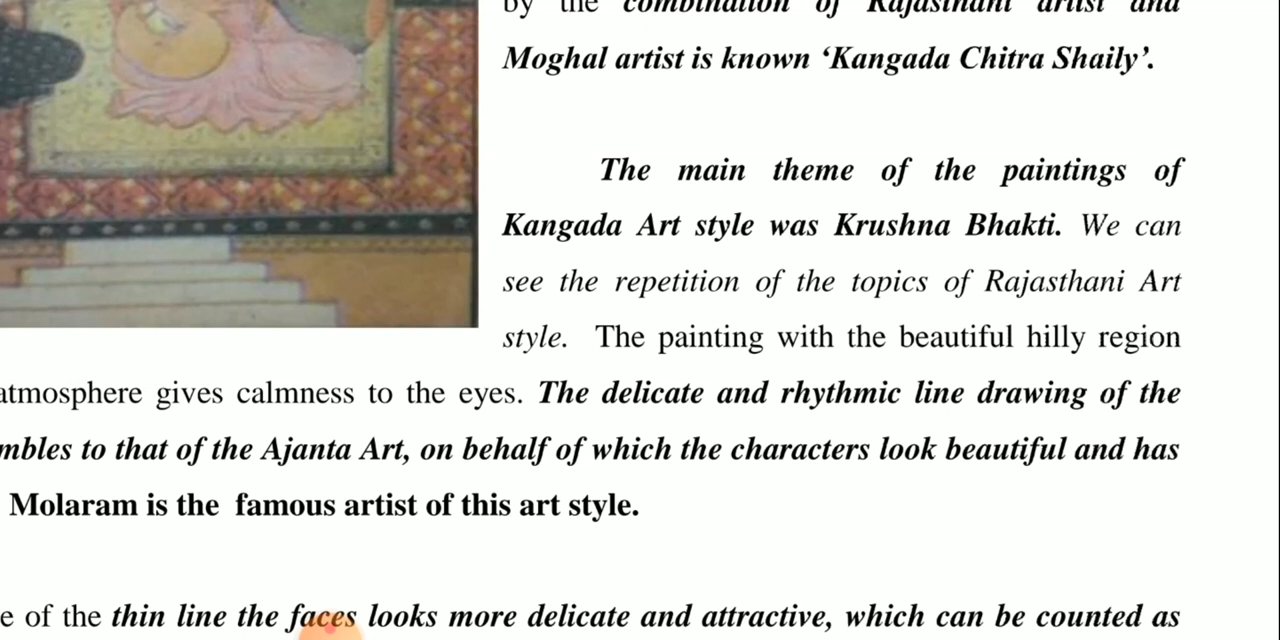 by the combination of Rajasthani artist and
Moghal artist is known ‘Kangada Chitra Shaily’.
The main theme of the paintings of
Kangada Art style was Krushna Bhakti. We can
see the repetition of the topics of Rajasthani Art
style. The painting with the beautiful hilly region
atmosphere gives calmness to the eyes. The delicate and rhythmic line drawing of the
mbles to that of the Ajanta Art, on behalf of which the characters look beautiful and has
Molaram is the famous artist of this art style.
e of the thin line the faces looks more delicate and attractive, which can be counted as